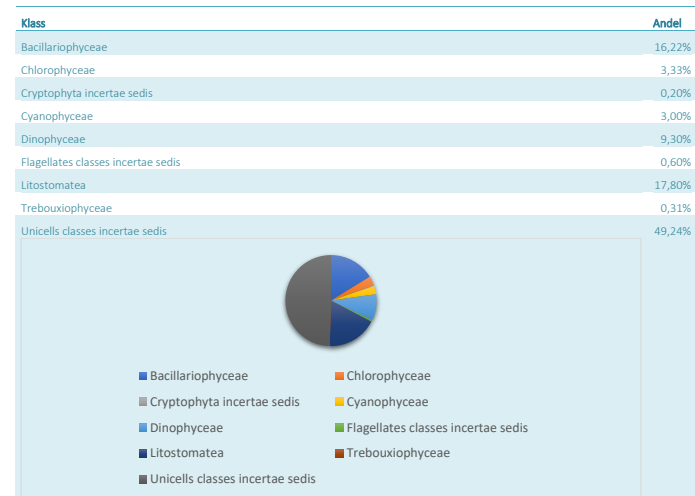 Klass Andel
Bacillariophyceae 16,22%
Chlorophyceae 3,33%
Cryptophyta incertae sedis 0,20%
Cyanophyceae 3,00%
Dinophyceae 9,30%
Flagellates classes incertae sedis 0,60%
Litostomatea 17,80%
Trebouxiophyceae 0,31%
Unicells classes incertae sedis 49,24%
Bacillariophyceae Chlorophyceae
Cryptophyta incertae sedis Cyanophyceae
Dinophyceae Flagellates classes incertae sedis
Litostomatea Trebouxiophyceae
Unicells classes incertae sedis